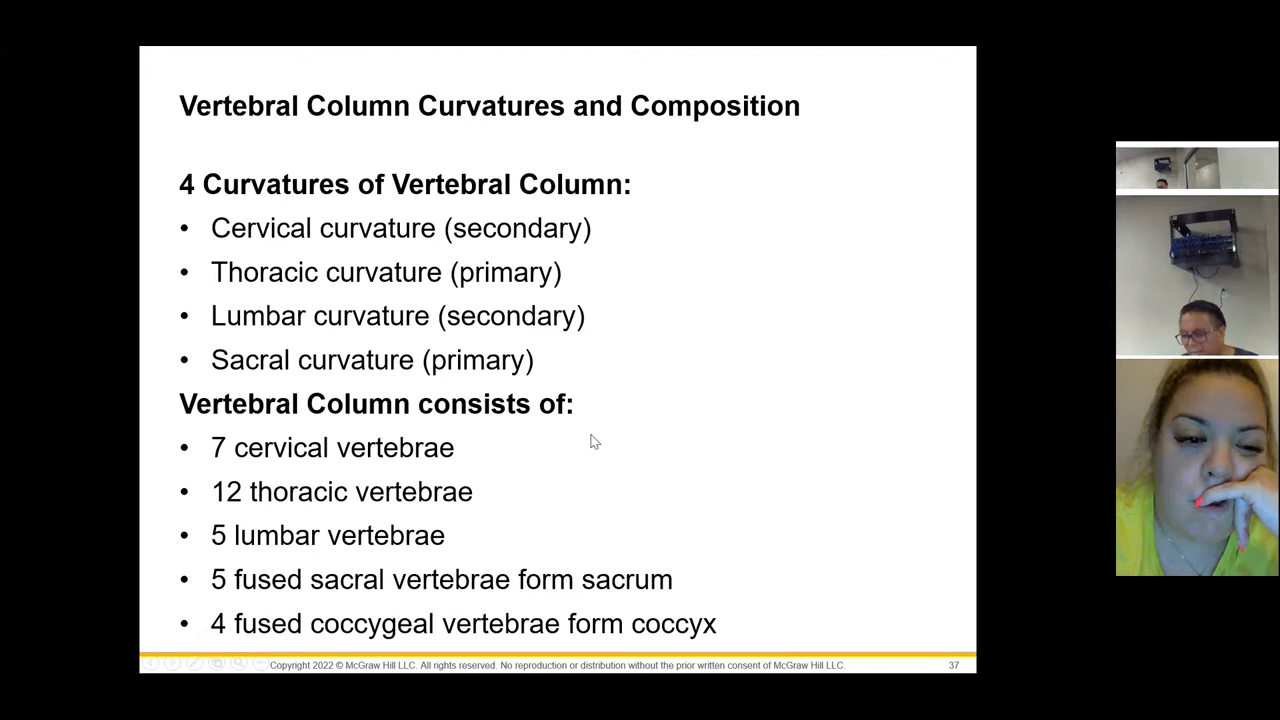 Vertebral Column Curvatures and Composition
4 Curvatures of Vertebral Column:
• Cervical curvature (secondary)
• Thoracic curvature (primary)
• Lumbar curvature (secondary)
• Sacral curvature (primary)
Vertebral Column consists of:
• 7 cervical vertebrae
• 12 thoracic vertebrae
• 5 lumbar vertebrae
• 5 fused sacral vertebrae form sacrum
• 4 fused coccygeal vertebrae form coccyx
Copyright 2022 © McGraw Hill LLC. All rights reserved. No reproduction or distribution without the prior written consent of McGraw Hill LLC. 37